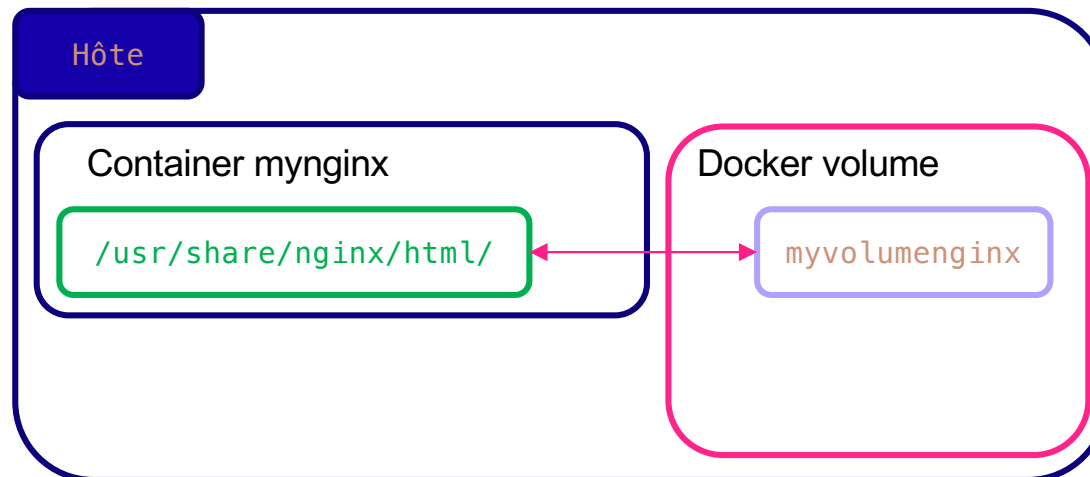 Hôte
Container mynginx
Docker volume
/usr/share/nginx/html/
myvolumenginx